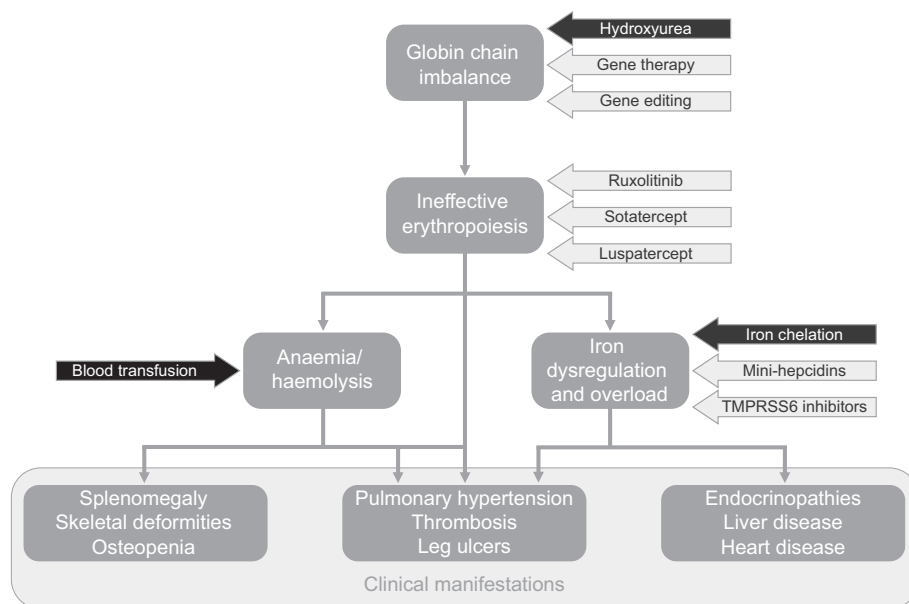 Hydroxyurea
Globin chain
imbalance
Gene therapy
Gene editing
Ineffective
erythropoiesis
Ruxolitinib
Sotatercept
Luspatercept
Blood transfusion
Anaemia/
haemolysis
Iron
dysregulation
and overload
Iron chelation
Mini-hepcidins
TMPRSS6 inhibitors
Splenomegaly
Skeletal deformities
Osteopenia
Pulmonary hypertension
Thrombosis
Leg ulcers
Endocrinopathies
Liver disease
Heart disease
Clinical manifestations